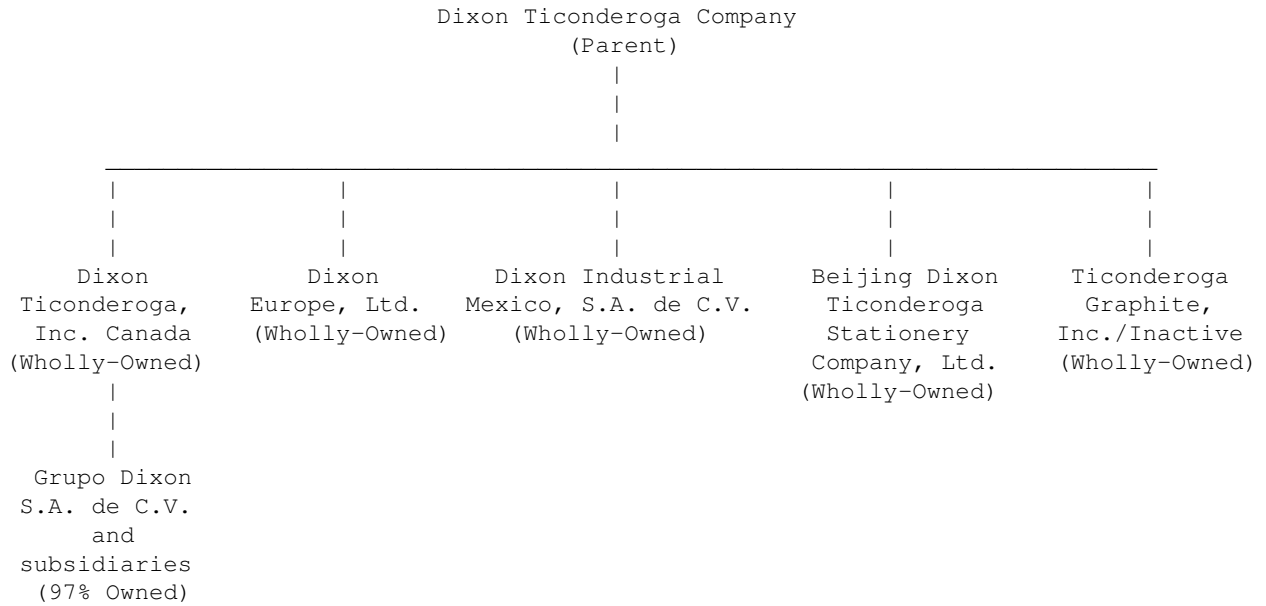 Dixon Ticonderoga Company
(Parent)
Dixon
Ticonderoga,
Inc. Canada
(Wholly-Owned)
Dixon
Europe, Ltd.
(Wholly-Owned)
Dixon Industrial
Mexico, S.A. de C.V.
(Wholly-Owned)
Beijing Dixon
Ticonderoga
Stationery
Company, Ltd.
(Wholly-Owned)
Ticonderoga
Graphite,
Inc./Inactive
(Wholly-Owned)
Grupo Dixon
S.A. de C.V.
and
subsidiaries
(97% Owned)